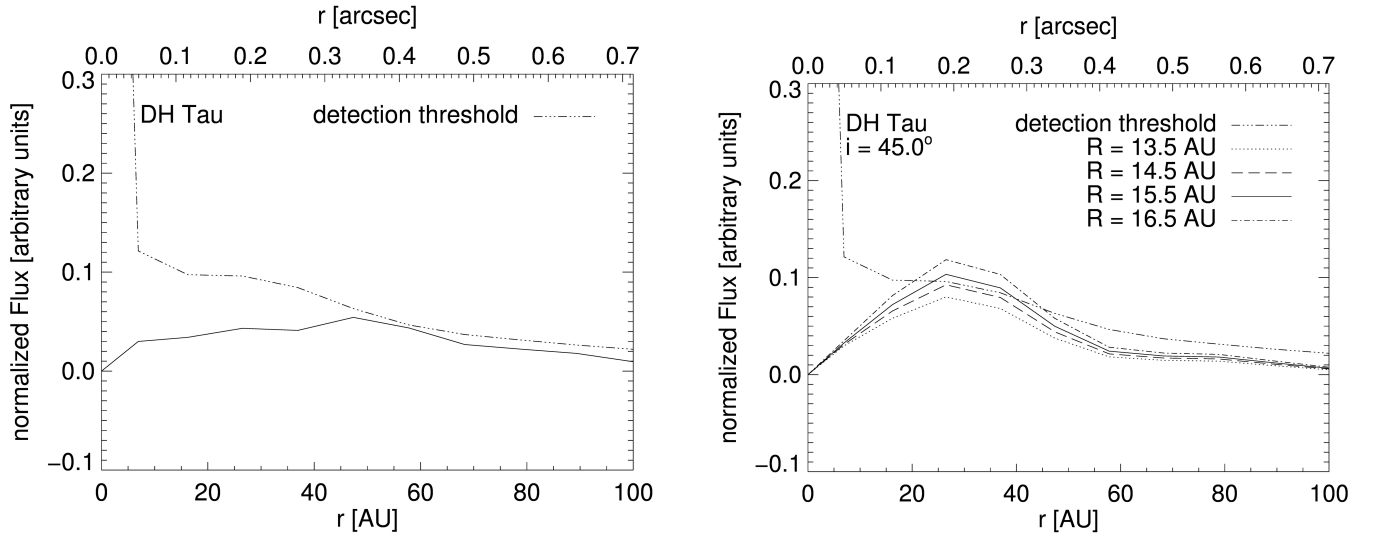 r [arcsec]
0.0 0.1 0.2 0.3 0.4 0.5 0.6 0.7
0.3
0.2
0.1
0.0
−0.1
normalized Flux [arbitrary units]
DH Tau
detection threshold
0 20 40 60 80 100
r [AU]
r [arcsec]
0.0 0.1 0.2 0.3 0.4 0.5 0.6 0.7
0.3
0.2
0.1
0.0
−0.1
normalized Flux [arbitrary units]
DH Tau
i = 45.0°
detection threshold
R = 13.5 AU
R = 14.5 AU
R = 15.5 AU
R = 16.5 AU
0 20 40 60 80 100
r [AU]